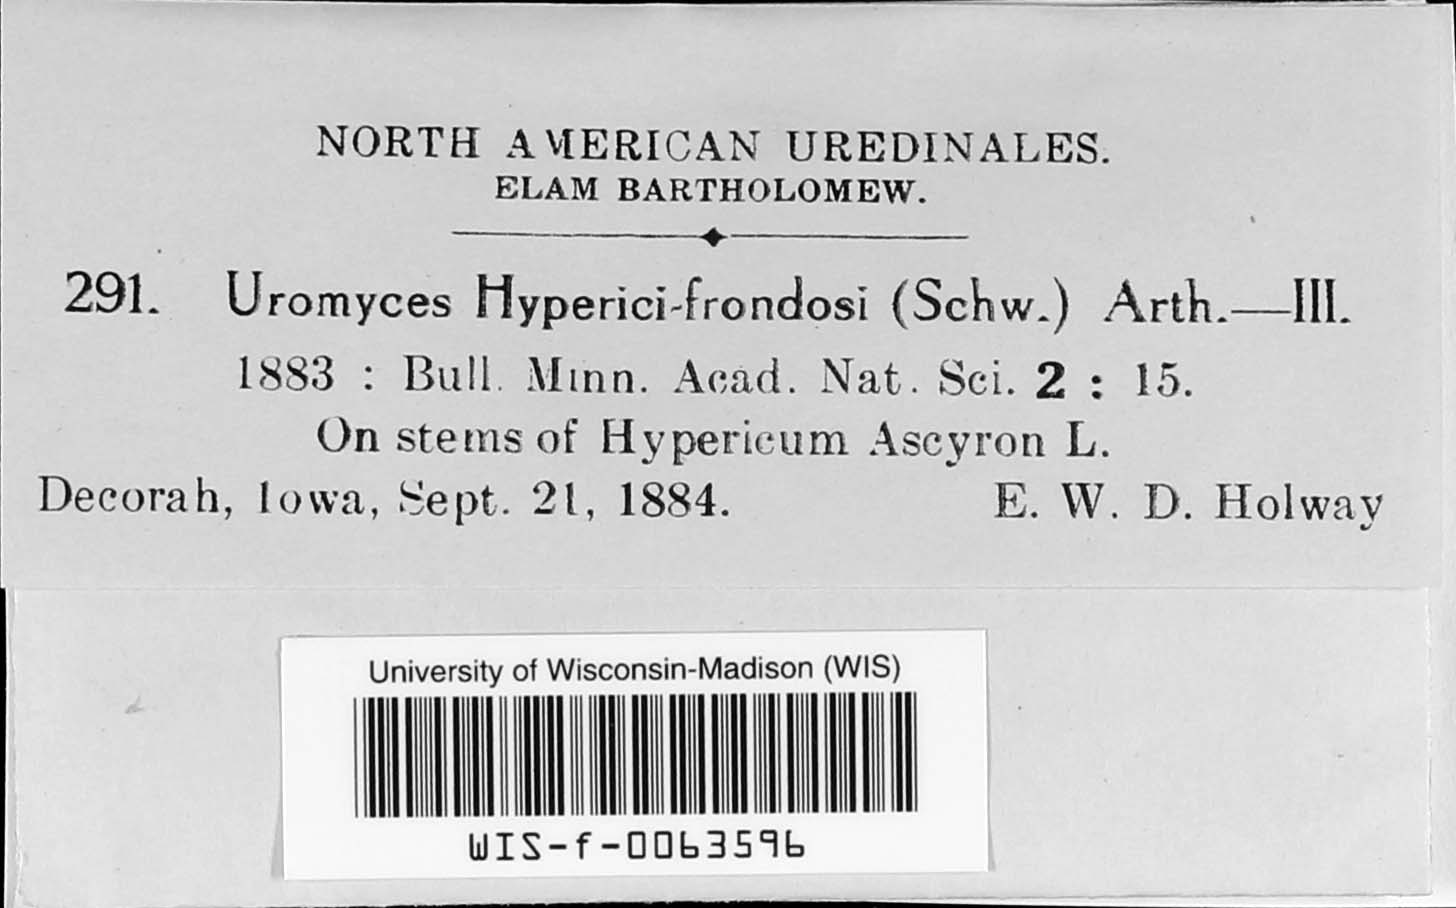 NORTH AMERICAN UREDINALES.
ELAM BARTHOLOMEW.
291. Uromyces Hyperici-frondosi (Schw.) Arth.—III.
1883 : Bull. Minn. Acad. Nat. Sci. 2 : 15.
On stems of Hypericum Ascyron L.
Decorah, Iowa, Sept. 21, 1884. E. W. D. Holway
University of Wisconsin-Madison (WIS)
WIS-f-0063596